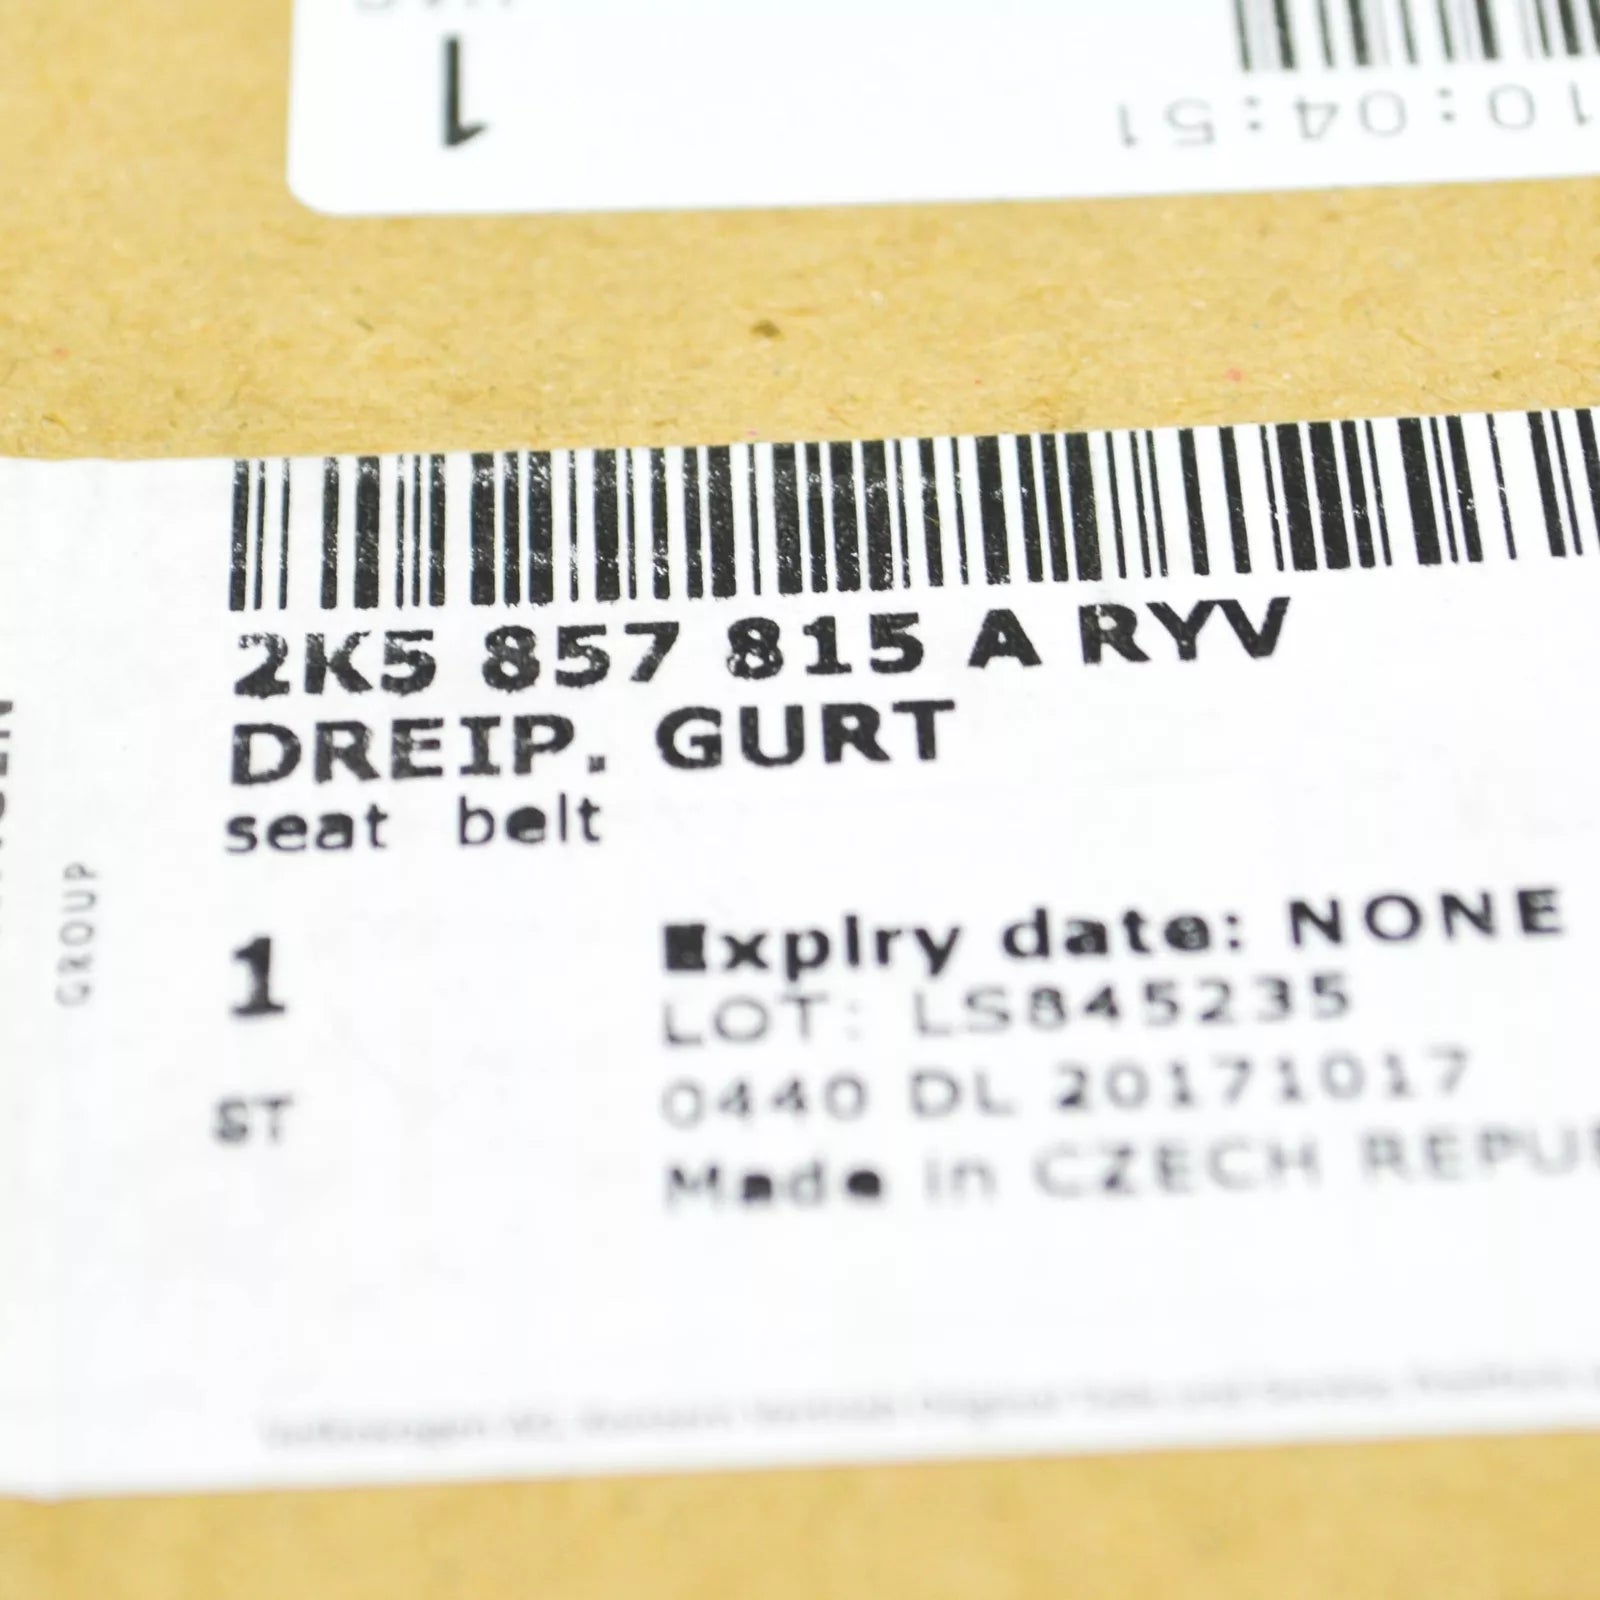 1
10:04:51
2K5 857 815 A RYV
DREIP. GURT
seat belt
GROUP
1
ST
Expiry date: NONE
LOT: LS845235
0440 DL 20171017
Made in CZECH